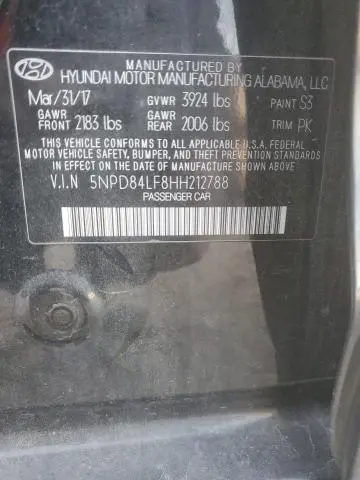 MANUFACTURED BY
HYUNDAI MOTOR MANUFACTURING ALABAMA, LLC
Mar/31/17 GVWR 3924 lbs PAINT S3
GAWR FRONT 2183 lbs GAWR REAR 2006 lbs TRIM PK
THIS VEHICLE CONFORMS TO ALL APPLICABLE U.S.A. FEDERAL
MOTOR VEHICLE SAFETY, BUMPER, AND THEFT PREVENTION
STANDARDS IN EFFECT ON THE DATE OF MANUFACTURE SHOWN ABOVE.
V.I.N 5NPD84LF8HH212788
PASSENGER CAR